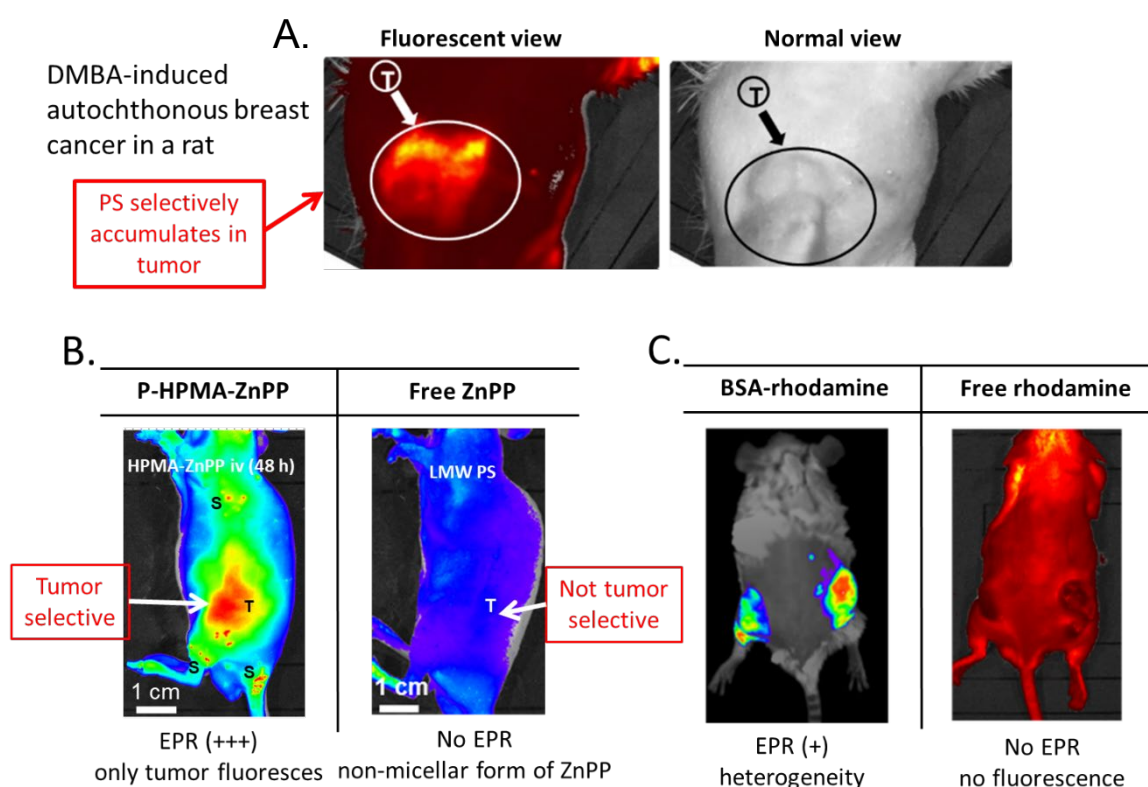 A.
Fluorescent view
Normal view
DMBA-induced
autochthonous breast
cancer in a rat
PS selectively
accumulates in
tumor
T
T
B.
P-HPMA-ZnPP
Free ZnPP
HPMA-ZnPP iv (48 h)
S
LMW PS
Tumor
selective
T
T
Not tumor
selective
S
S
1 cm
1 cm
EPR (+++)
only tumor fluoresces
No EPR
non-micellar form of ZnPP
C.
BSA-rhodamine
Free rhodamine
EPR (+)
heterogeneity
No EPR
no fluorescence